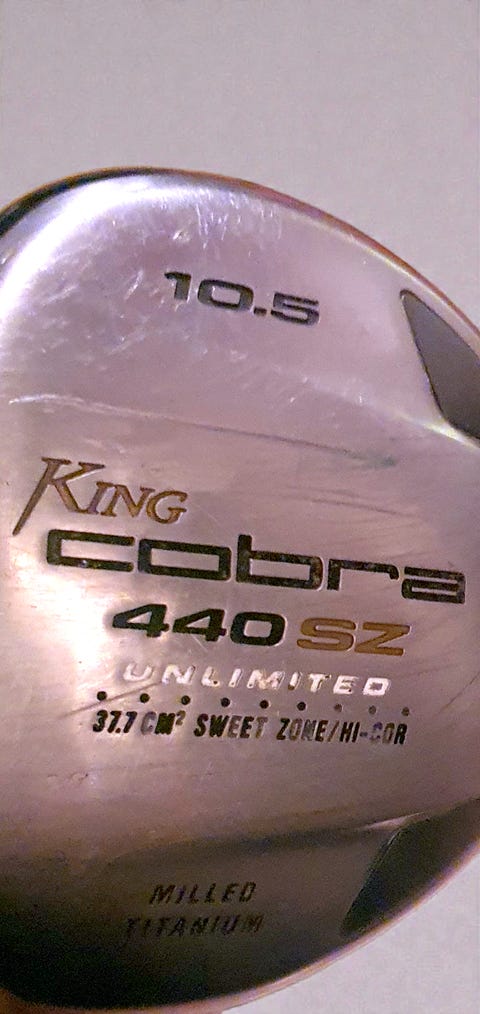 10.5
KING
cobra
440 SZ
UNLIMITED
37.7 CM² SWEET ZONE/HI-COR
MILLED
TITANIUM